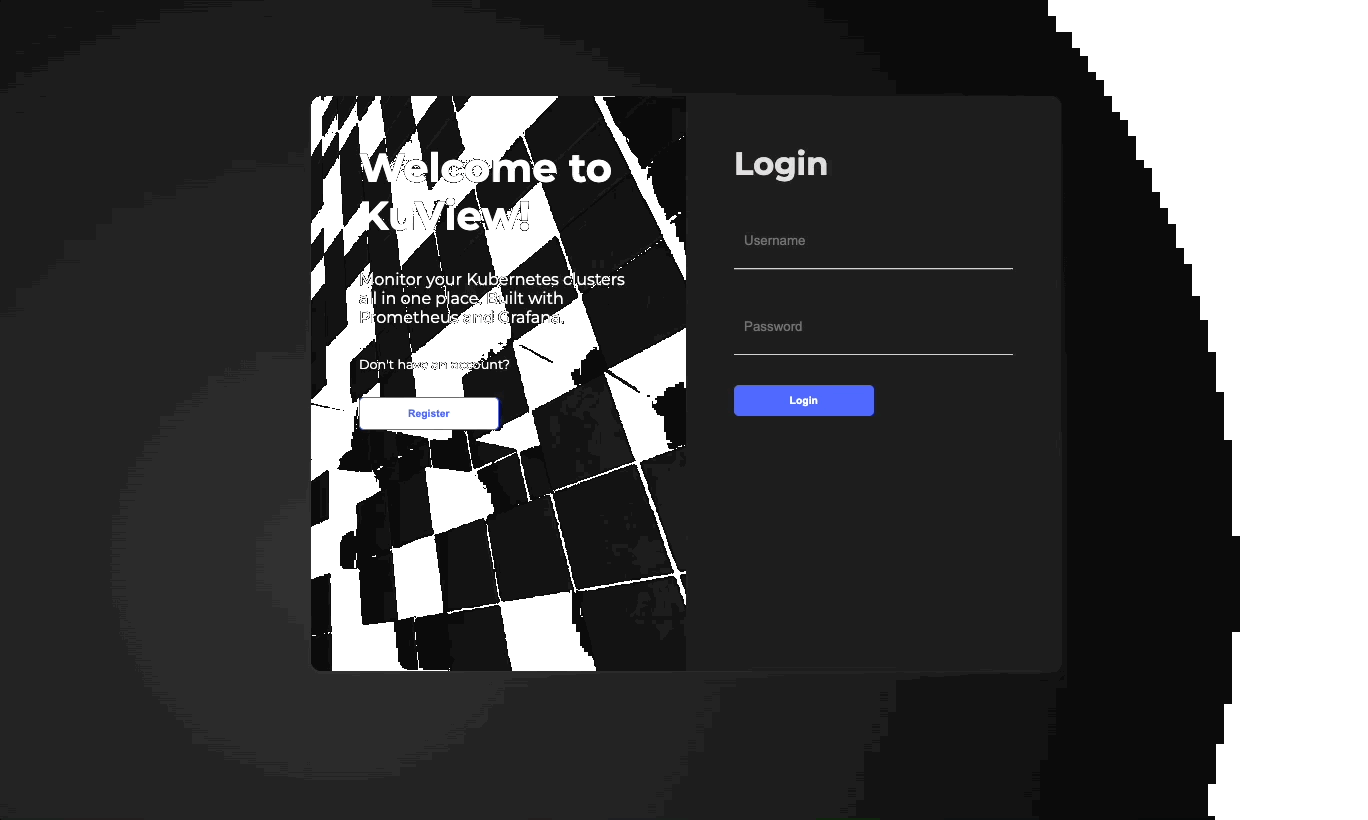 Welcome to
KuView!
Monitor your Kubernetes clusters
all in one place. Built with
Prometheus and Grafana.
Don't have an account?
Register
Login
Username
Password
Login